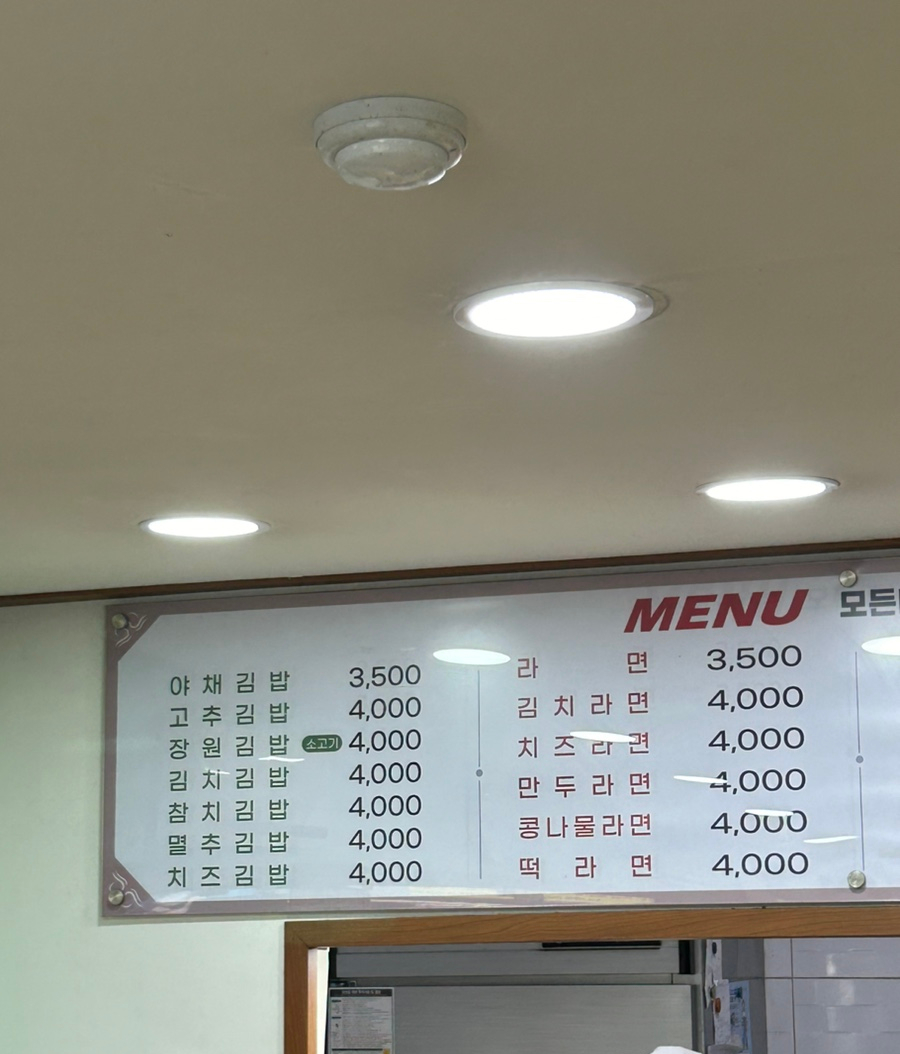 MENU
모든
야채김밥 3,500
고추김밥 4,000
장원김밥 소고기 4,000
김치김밥 4,000
참치김밥 4,000
멸추김밥 4,000
치즈김밥 4,000
라면 3,500
김치라면 4,000
치즈라면 4,000
만두라면 4,000
콩나물라면 4,000
떡라면 4,000